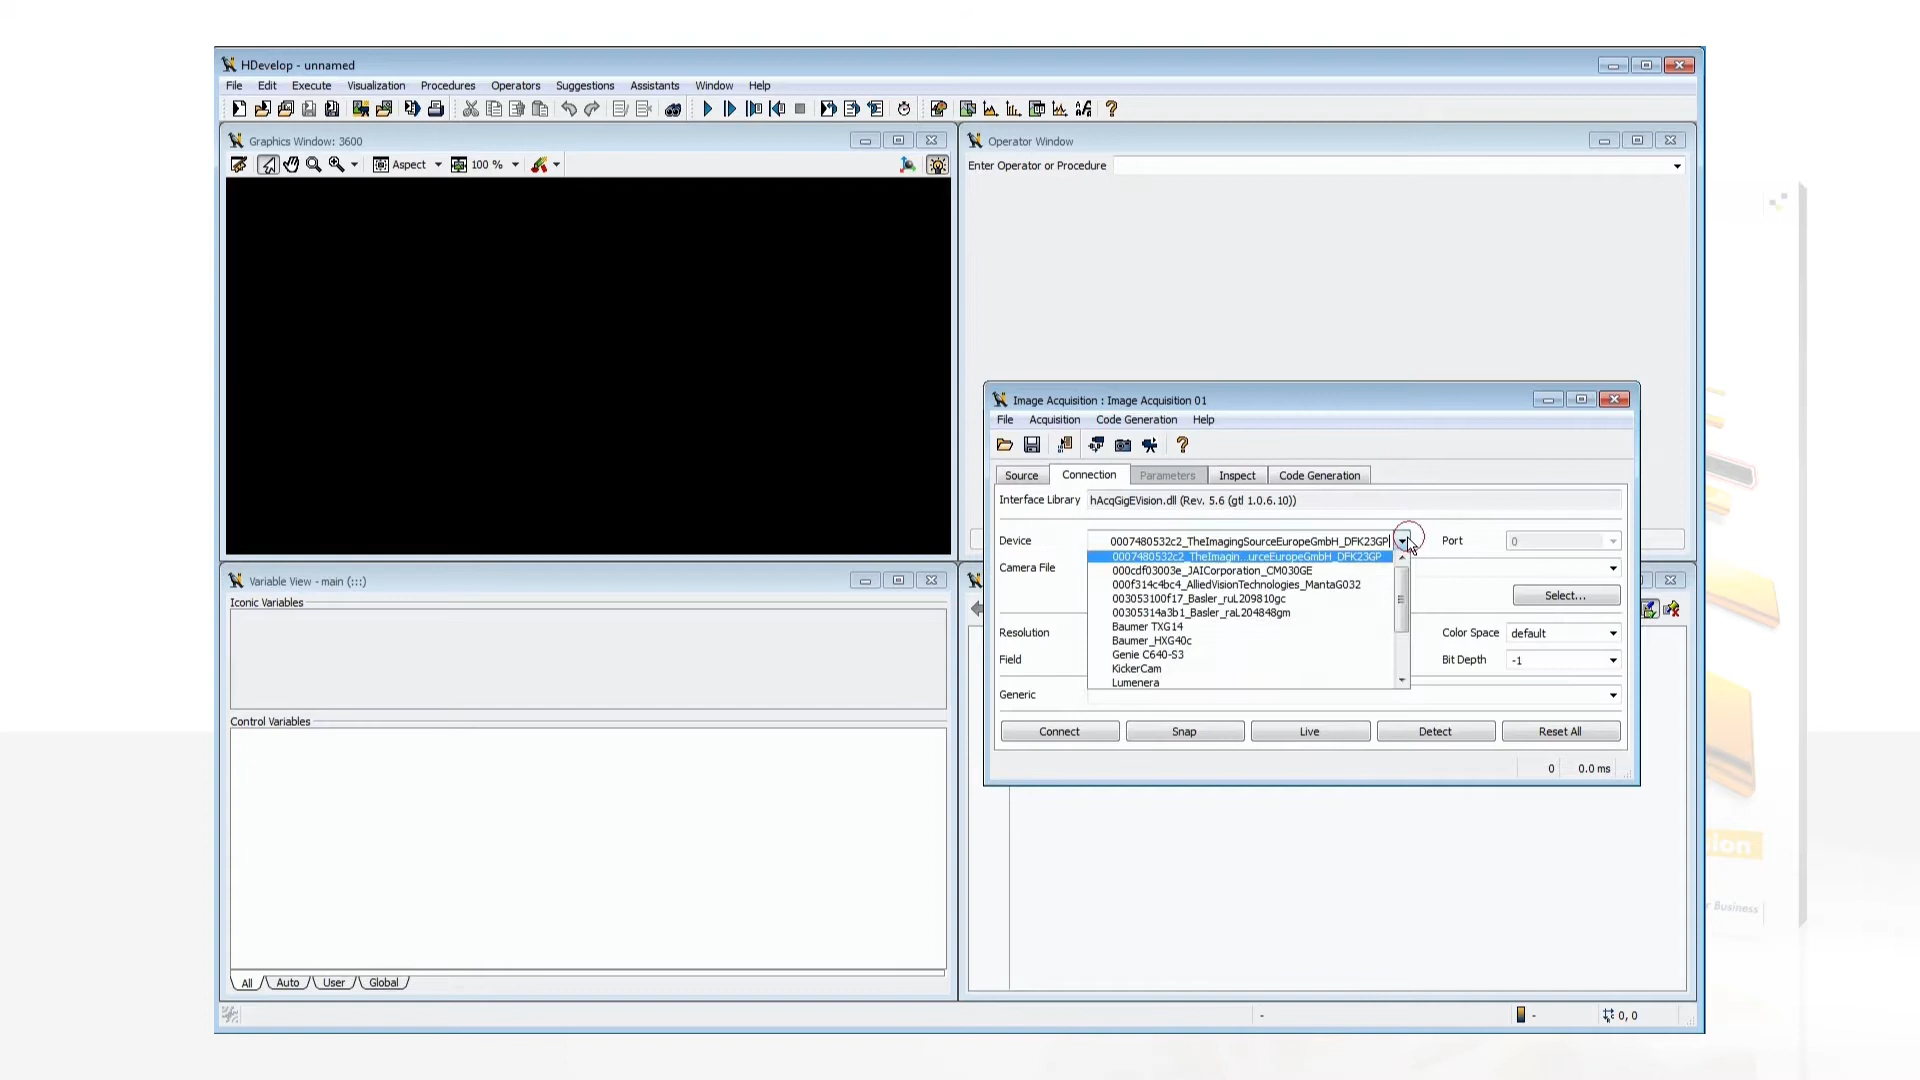 HDevelop - unnamed
File Edit Execute Visualization Procedures Operators Suggestions Assistants Window Help
Graphics Window: 3600
Aspect 100 %
Operator Window
Enter Operator or Procedure
Image Acquisition : Image Acquisition 01
File Acquisition Code Generation Help
Source Connection Parameters Inspect Code Generation
Interface Library hAcqGigEVision.dll (Rev. 5.6 (gtl 1.0.6.10))
Device 0007480532c2_TheImagingSourceEuropeGmbH_DFK23GP Port 0
0007480532c2_TheImagin...urceEuropeGmbH_DFK23GP
Camera File 000cdf03003e_JAICorporation_CM030GE
000f314c4bc4_AlliedVisionTechnologies_MantaG032
003053100f17_Basler_ruL209810gc
Select...
00305314a3b1_Basler_raL204848gm
Baumer TXG14
Resolution Color Space default
Baumer_HXG40c
Genie C640-S3
Field Bit Depth -1
KickerCam
Lumenera
Generic
Connect Snap Live Detect Reset All
0 0.0 ms
Variable View - main (:::)
Iconic Variables
Control Variables
All Auto User Global
- - 0, 0
r Business